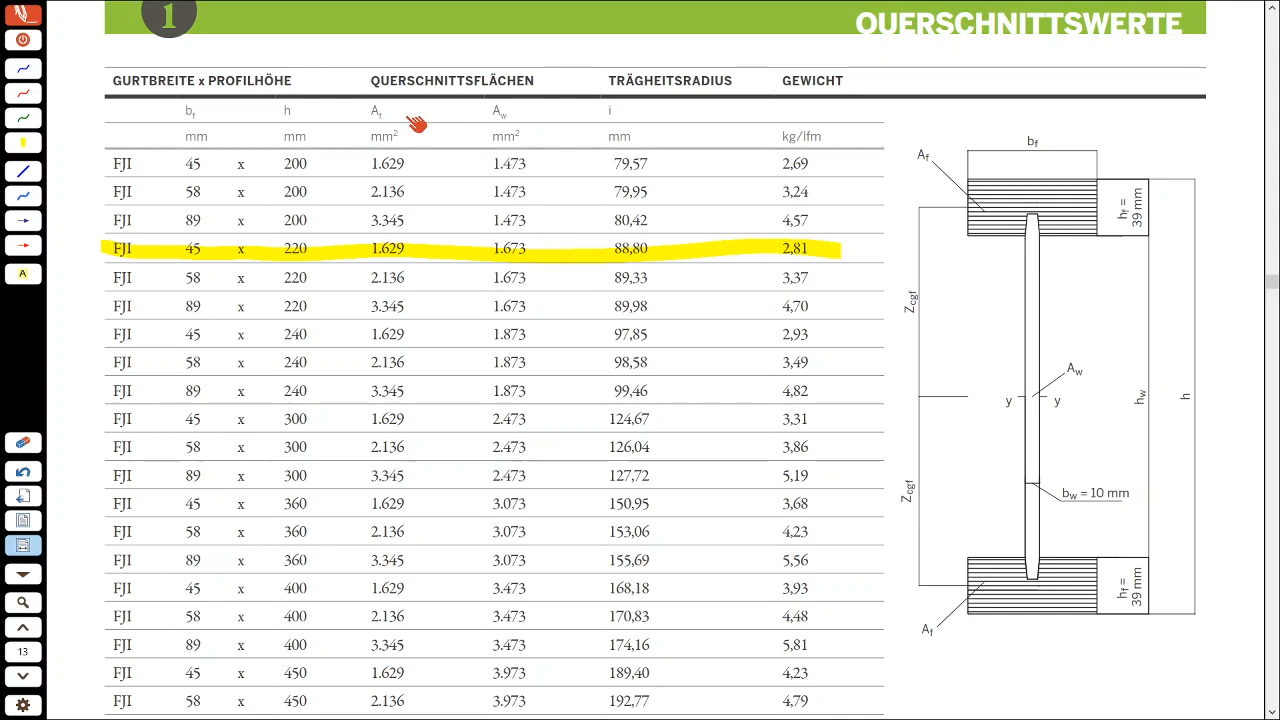 1
QUERSCHNITTSWERTE
GURTBREITE x PROFILHÖHE QUERSCHNITTSFLÄCHEN TRÄGHEITSRADIUS GEWICHT
bf h Af Aw i
mm mm mm² mm² mm kg/lfm
FJI 45 x 200 1.629 1.473 79,57 2,69
FJI 58 x 200 2.136 1.473 79,95 3,24
FJI 89 x 200 3.345 1.473 80,42 4,57
FJI 45 x 220 1.629 1.673 88,80 2,81
FJI 58 x 220 2.136 1.673 89,33 3,37
FJI 89 x 220 3.345 1.673 89,98 4,70
FJI 45 x 240 1.629 1.873 97,85 2,93
FJI 58 x 240 2.136 1.873 98,58 3,49
FJI 89 x 240 3.345 1.873 99,46 4,82
FJI 45 x 300 1.629 2.473 124,67 3,31
FJI 58 x 300 2.136 2.473 126,04 3,86
FJI 89 x 300 3.345 2.473 127,72 5,19
FJI 45 x 360 1.629 3.073 150,95 3,68
FJI 58 x 360 2.136 3.073 153,06 4,23
FJI 89 x 360 3.345 3.073 155,69 5,56
FJI 45 x 400 1.629 3.473 168,18 3,93
FJI 58 x 400 2.136 3.473 170,83 4,48
FJI 89 x 400 3.345 3.473 174,16 5,81
FJI 45 x 450 1.629 3.973 189,40 4,23
FJI 58 x 450 2.136 3.973 192,77 4,79
bf
Af
hf =
39 mm
Zcgf
Aw
y y
hw
h
Zcgf
bw = 10 mm
hf =
39 mm
Af
A
13